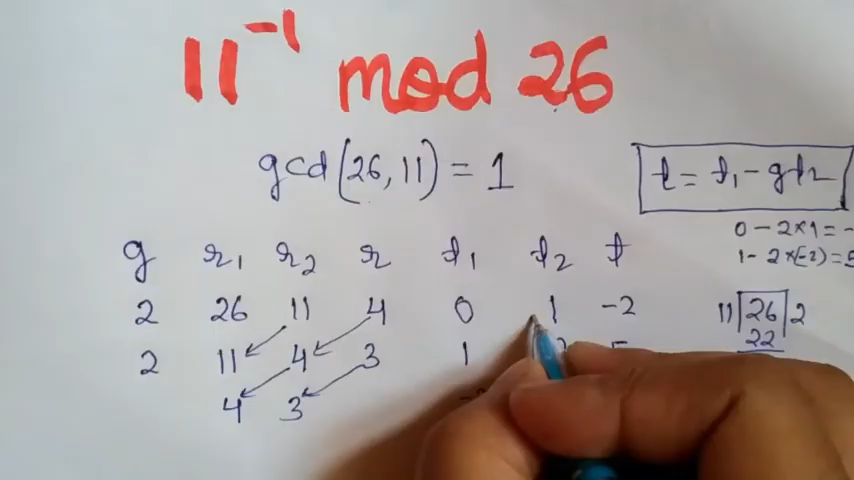 11⁻¹ mod 26
gcd(26,11) = 1
t = t₁ - qt₂
0 - 2×1 = -
1 - 2×(-2) = 5
q r₁ r₂ r t₁ t₂ t
2 26 11 4 0 1 -2
11 26 2
22
2 11 4 3 1
4 3